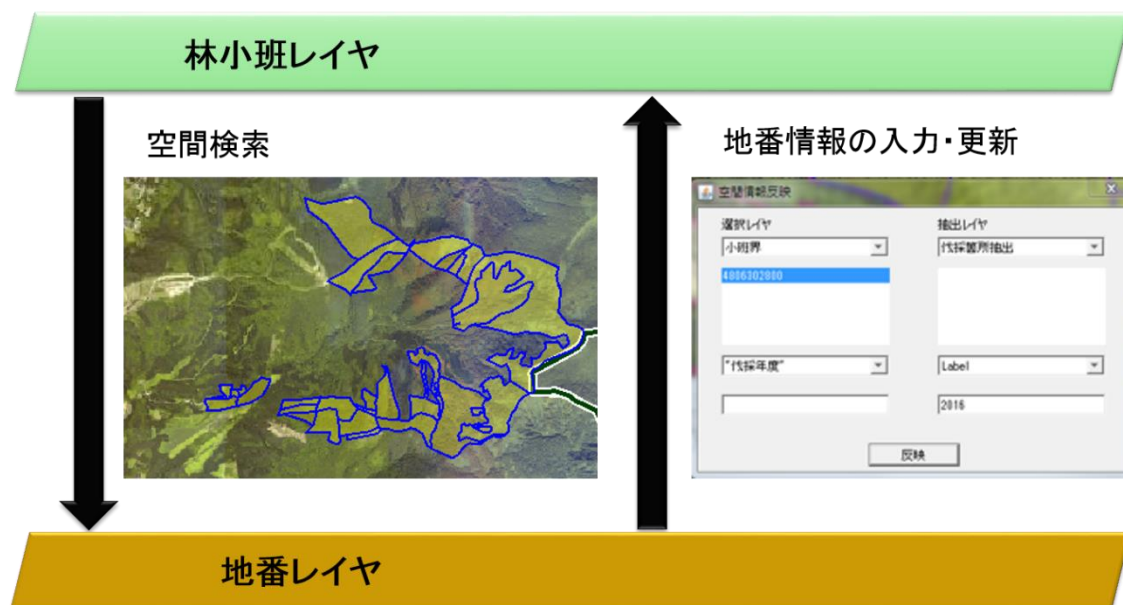 林小班レイヤ
空間検索
地番情報の入力・更新
空間情報反映
選択レイヤ
抽出レイヤ
小班界
伐採箇所抽出
4806302080
"伐採年度"
Label
2016
反映
地番レイヤ